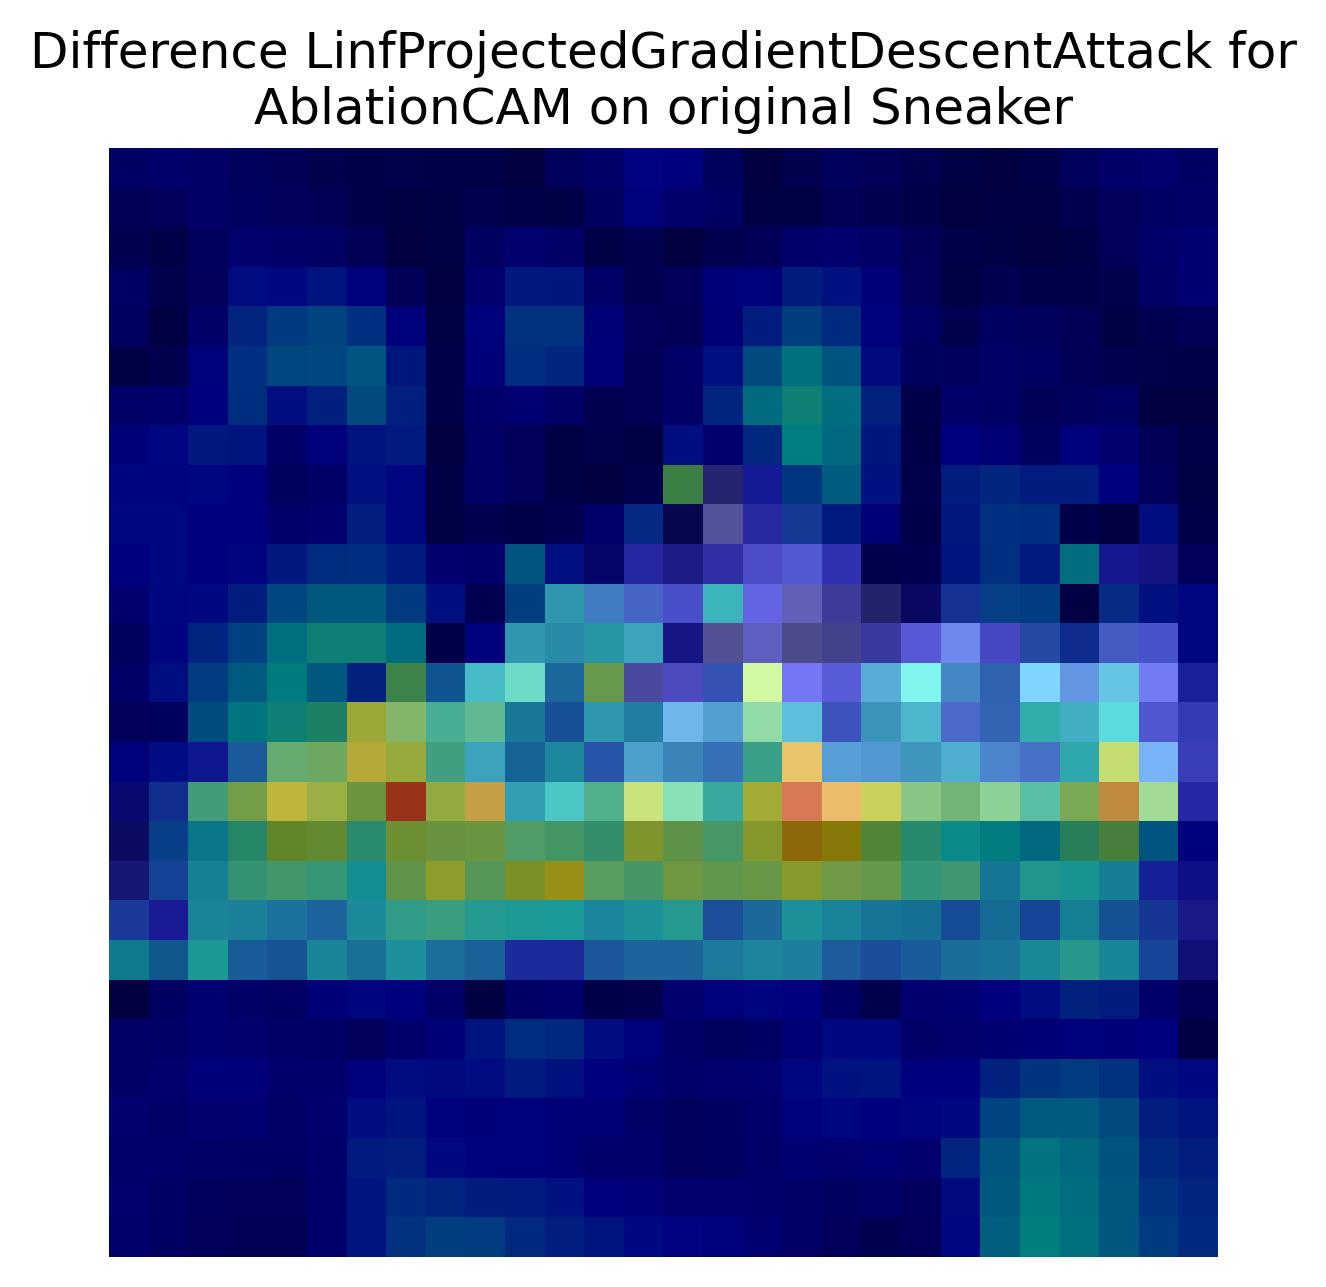 Difference LinfProjectedGradientDescentAttack for
AblationCAM on original Sneaker